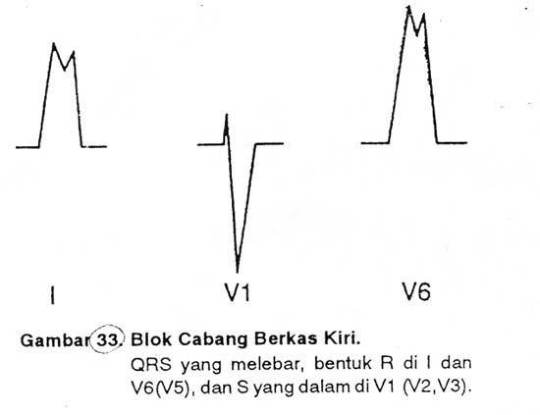 I V1 V6
Gambar 33. Blok Cabang Berkas Kiri.
QRS yang melebar, bentuk R di I dan
V6(V5), dan S yang dalam di V1 (V2,V3).